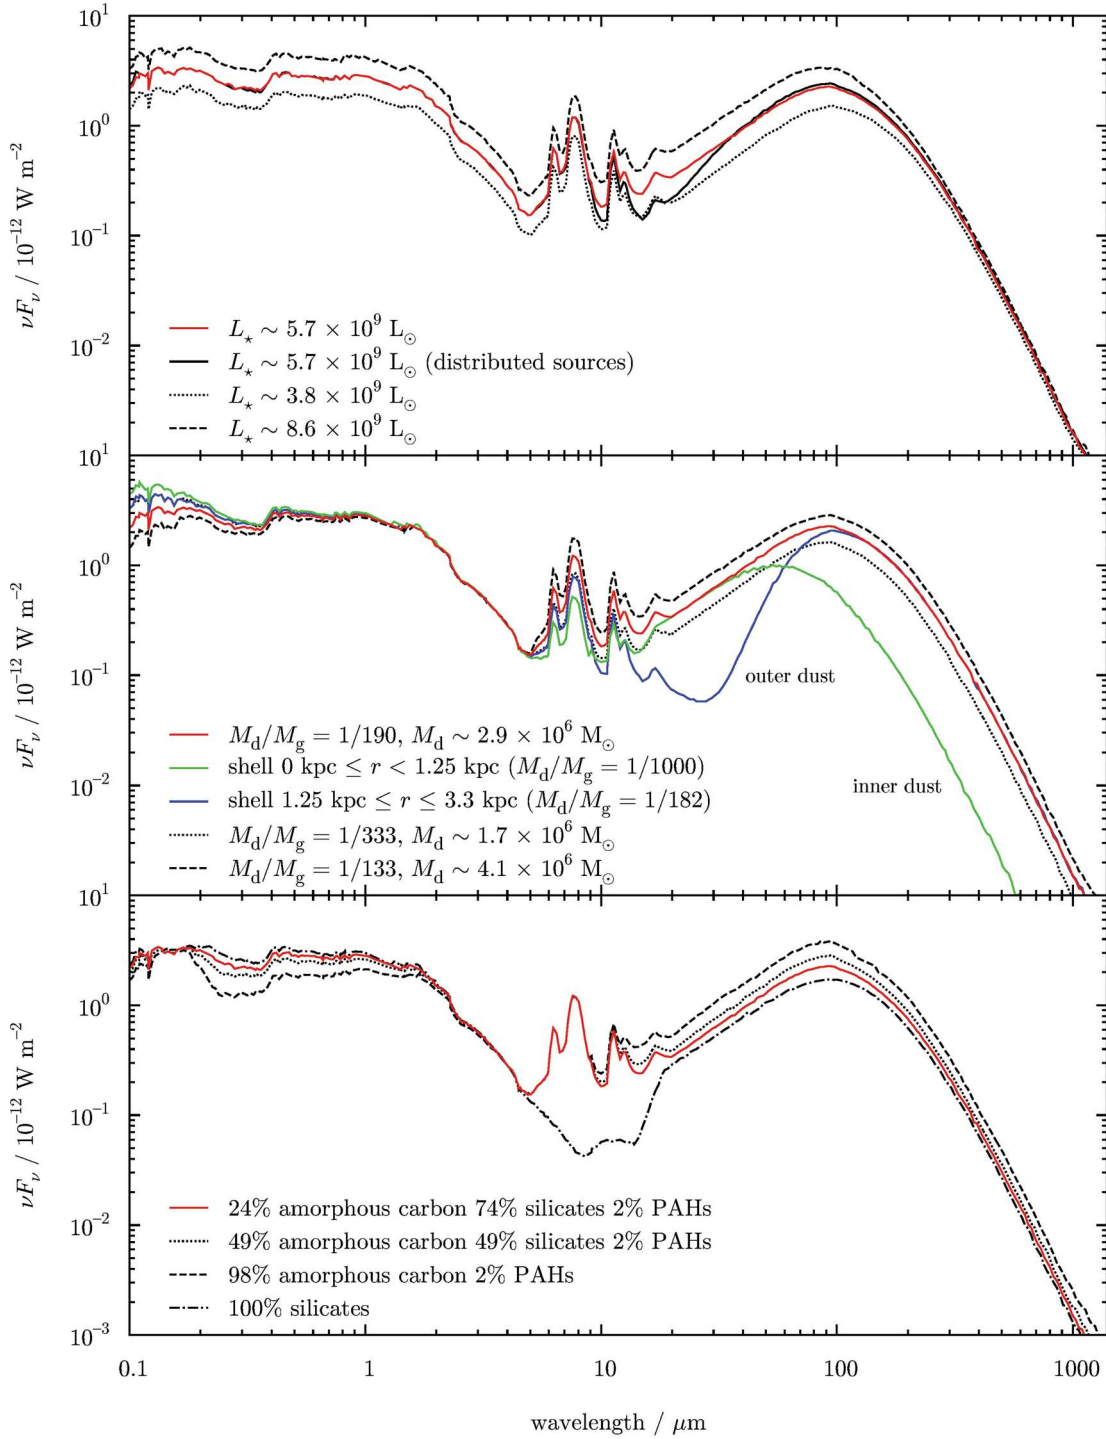 10^1
10^0
10^-1
10^-2
νF_ν / 10^-12 W m^-2
L_⋆ ∼ 5.7 × 10^9 L_⊙
L_⋆ ∼ 5.7 × 10^9 L_⊙ (distributed sources)
L_⋆ ∼ 3.8 × 10^9 L_⊙
L_⋆ ∼ 8.6 × 10^9 L_⊙
10^1
10^0
10^-1
10^-2
νF_ν / 10^-12 W m^-2
outer dust
inner dust
M_d/M_g = 1/190, M_d ∼ 2.9 × 10^6 M_⊙
shell 0 kpc ≤ r < 1.25 kpc (M_d/M_g = 1/1000)
shell 1.25 kpc ≤ r ≤ 3.3 kpc (M_d/M_g = 1/182)
M_d/M_g = 1/333, M_d ∼ 1.7 × 10^6 M_⊙
M_d/M_g = 1/133, M_d ∼ 4.1 × 10^6 M_⊙
10^1
10^0
10^-1
10^-2
10^-3
νF_ν / 10^-12 W m^-2
24% amorphous carbon 74% silicates 2% PAHs
49% amorphous carbon 49% silicates 2% PAHs
98% amorphous carbon 2% PAHs
100% silicates
0.1 1 10 100 1000
wavelength / μm